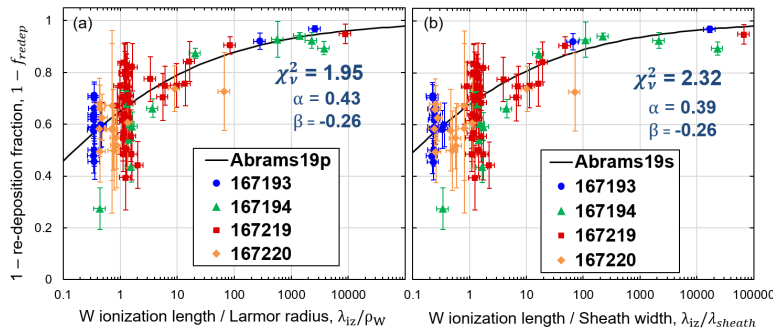 (a)
1 – re-deposition fraction, 1 – f_redep
1
0.8
0.6
0.4
0.2
0
χ²ᵥ = 1.95
α = 0.43
β = -0.26
Abrams19p
167193
167194
167219
167220
0.1 1 10 100 1000 10000
W ionization length / Larmor radius, λ_iz/ρ_W
(b)
χ²ᵥ = 2.32
α = 0.39
β = -0.26
Abrams19s
167193
167194
167219
167220
0.1 1 10 100 1000 10000 100000
W ionization length / Sheath width, λ_iz/λ_sheath